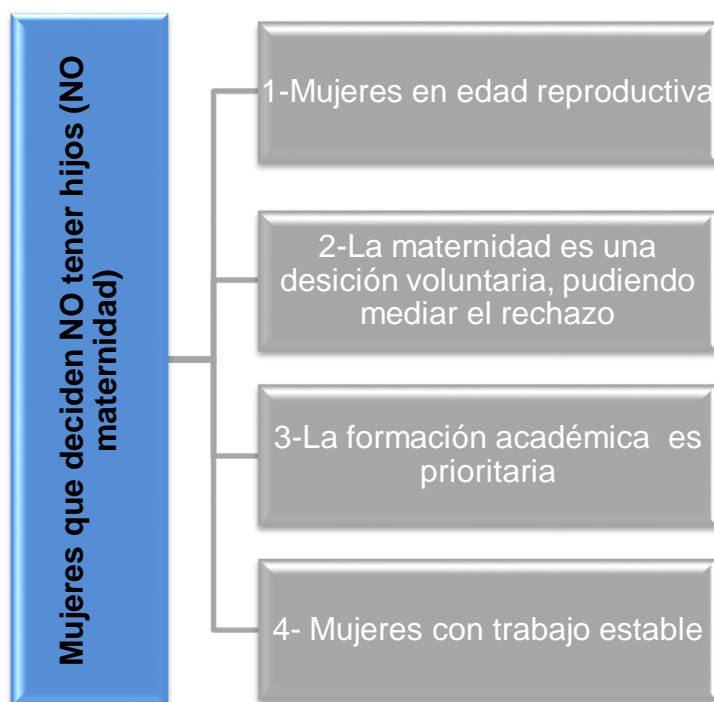 Mujeres que deciden NO tener hijos (NO
maternidad)
1-Mujeres en edad reproductiva
2-La maternidad es una
desición voluntaria, pudiendo
mediar el rechazo
3-La formación académica  es
prioritaria
4- Mujeres con trabajo estable